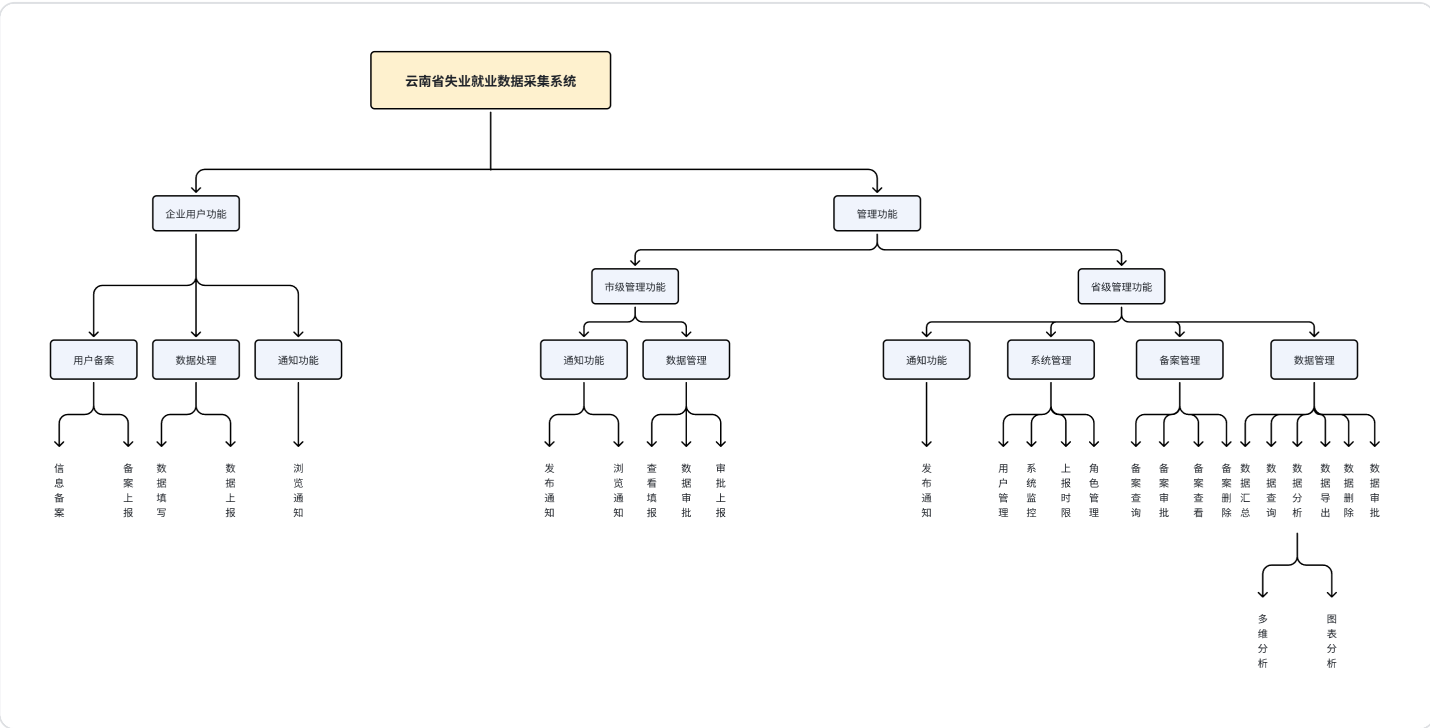 云南省失业就业数据采集系统
企业用户功能
管理功能
市级管理功能
省级管理功能
用户备案
数据处理
通知功能
通知功能
数据管理
通知功能
系统管理
备案管理
数据管理
信息备案
备案上报
数据填写
数据上报
浏览通知
发布通知
浏览通知
查看填报
数据审批
审批上报
发布通知
用户管理
系统监控
上报时限
角色管理
备案查询
备案审批
备案查看
备案删除
数据汇总
数据查询
数据分析
数据导出
数据删除
数据审批
多维分析
图表分析